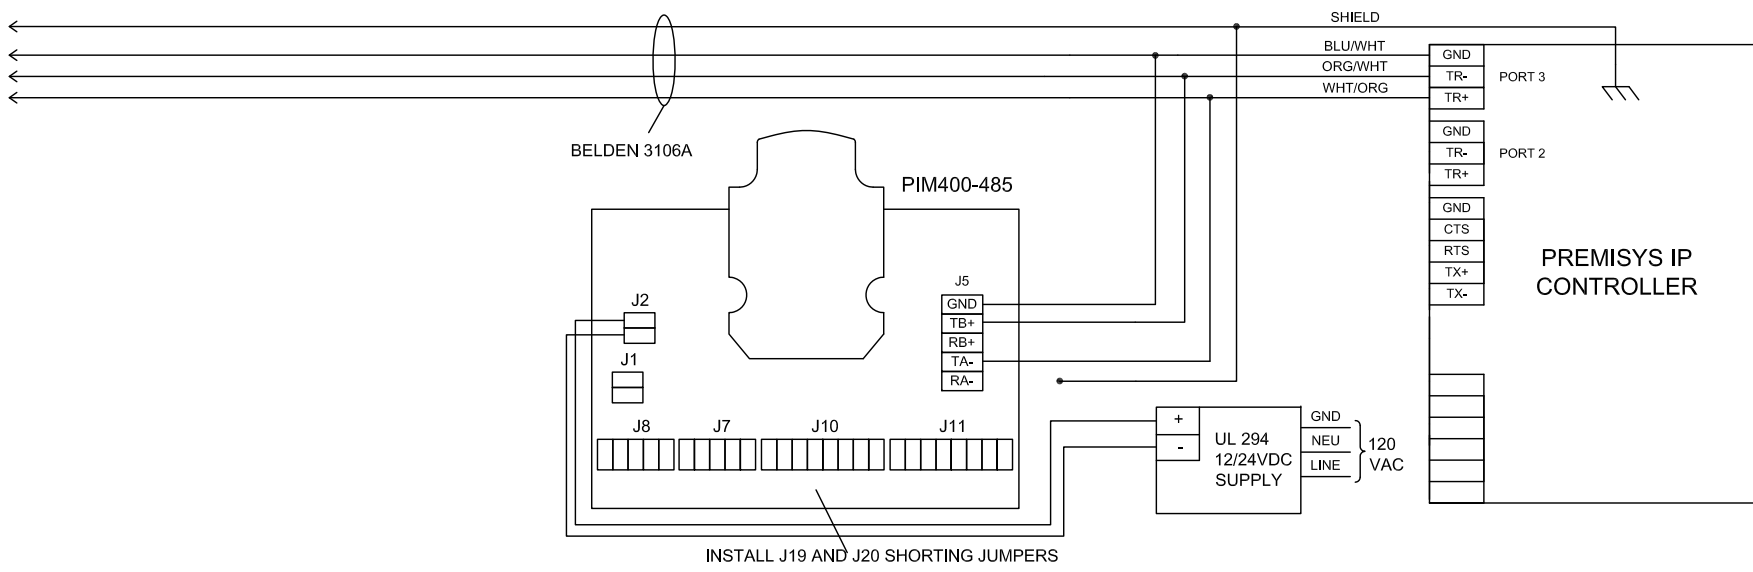 SHIELD
BLU/WHT
ORG/WHT
WHT/ORG
GND
TR-
TR+
PORT 3
GND
TR-
TR+
PORT 2
GND
CTS
RTS
TX+
TX-
PREMISYS IP
CONTROLLER
BELDEN 3106A
PIM400-485
J5
GND
TB+
RB+
TA-
RA-
J2
J1
J8
J7
J10
J11
+
-
UL 294
12/24VDC
SUPPLY
GND
NEU
LINE
120
VAC
INSTALL J19 AND J20 SHORTING JUMPERS